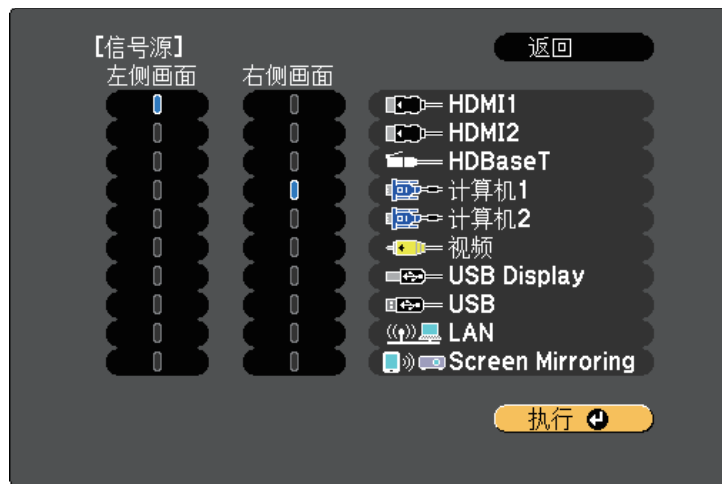 【信号源】
返回
左侧画面 右侧画面
HDMI1
HDMI2
HDBaseT
计算机1
计算机2
视频
USB Display
USB
LAN
Screen Mirroring
执行